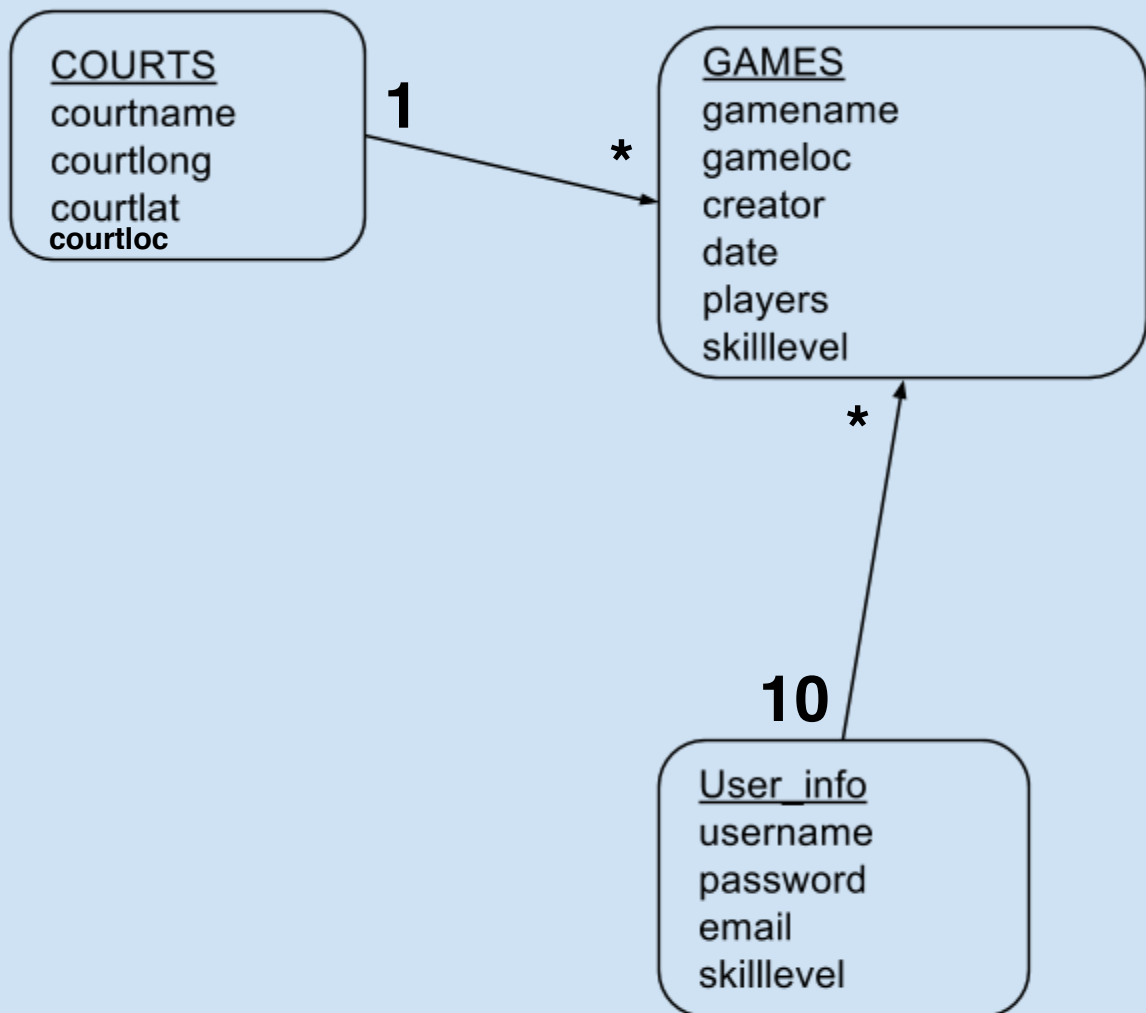 COURTS
courtname
courtlong
courtlat
courtloc
1
*
GAMES
gamename
gameloc
creator
date
players
skilllevel
*
10
User_info
username
password
email
skilllevel